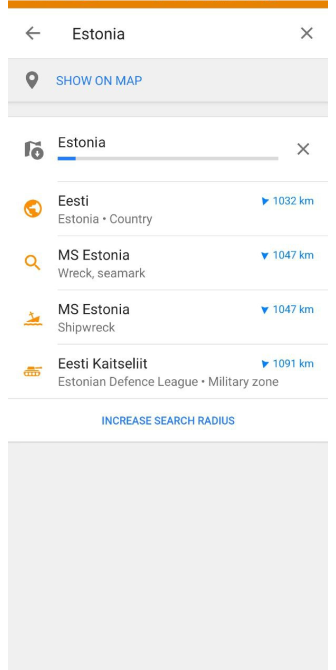 Estonia
SHOW ON MAP
Estonia
Eesti
1032 km
Estonia • Country
MS Estonia
1047 km
Wreck, seamark
MS Estonia
1047 km
Shipwreck
Eesti Kaitseliit
1091 km
Estonian Defence League • Military zone
INCREASE SEARCH RADIUS